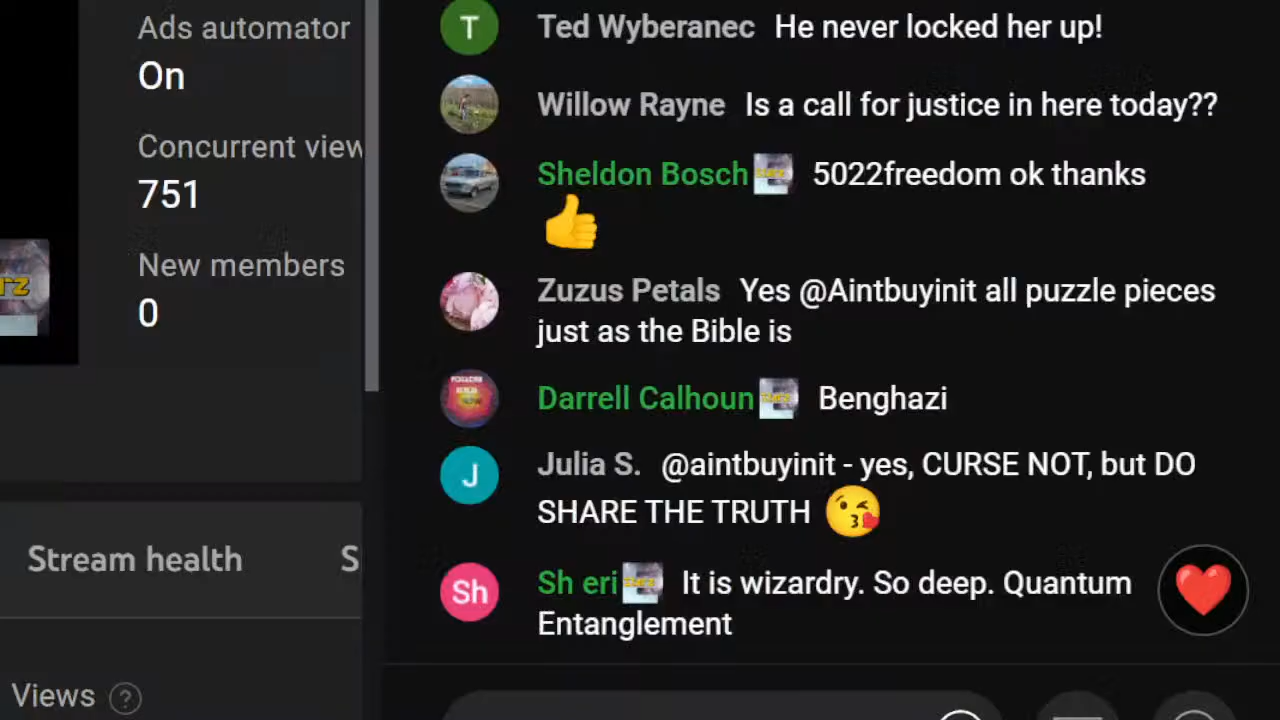 Ads automator
On
Concurrent view
751
New members
0
Stream health
S
Views ?
T
Ted Wyberanec He never locked her up!
Willow Rayne Is a call for justice in here today??
Sheldon Bosch 5022freedom ok thanks
👍
Zuzus Petals Yes @Aintbuyinit all puzzle pieces
just as the Bible is
Darrell Calhoun Benghazi
J
Julia S. @aintbuyinit - yes, CURSE NOT, but DO
SHARE THE TRUTH 😘
Sh
Sh eri It is wizardry. So deep. Quantum
Entanglement